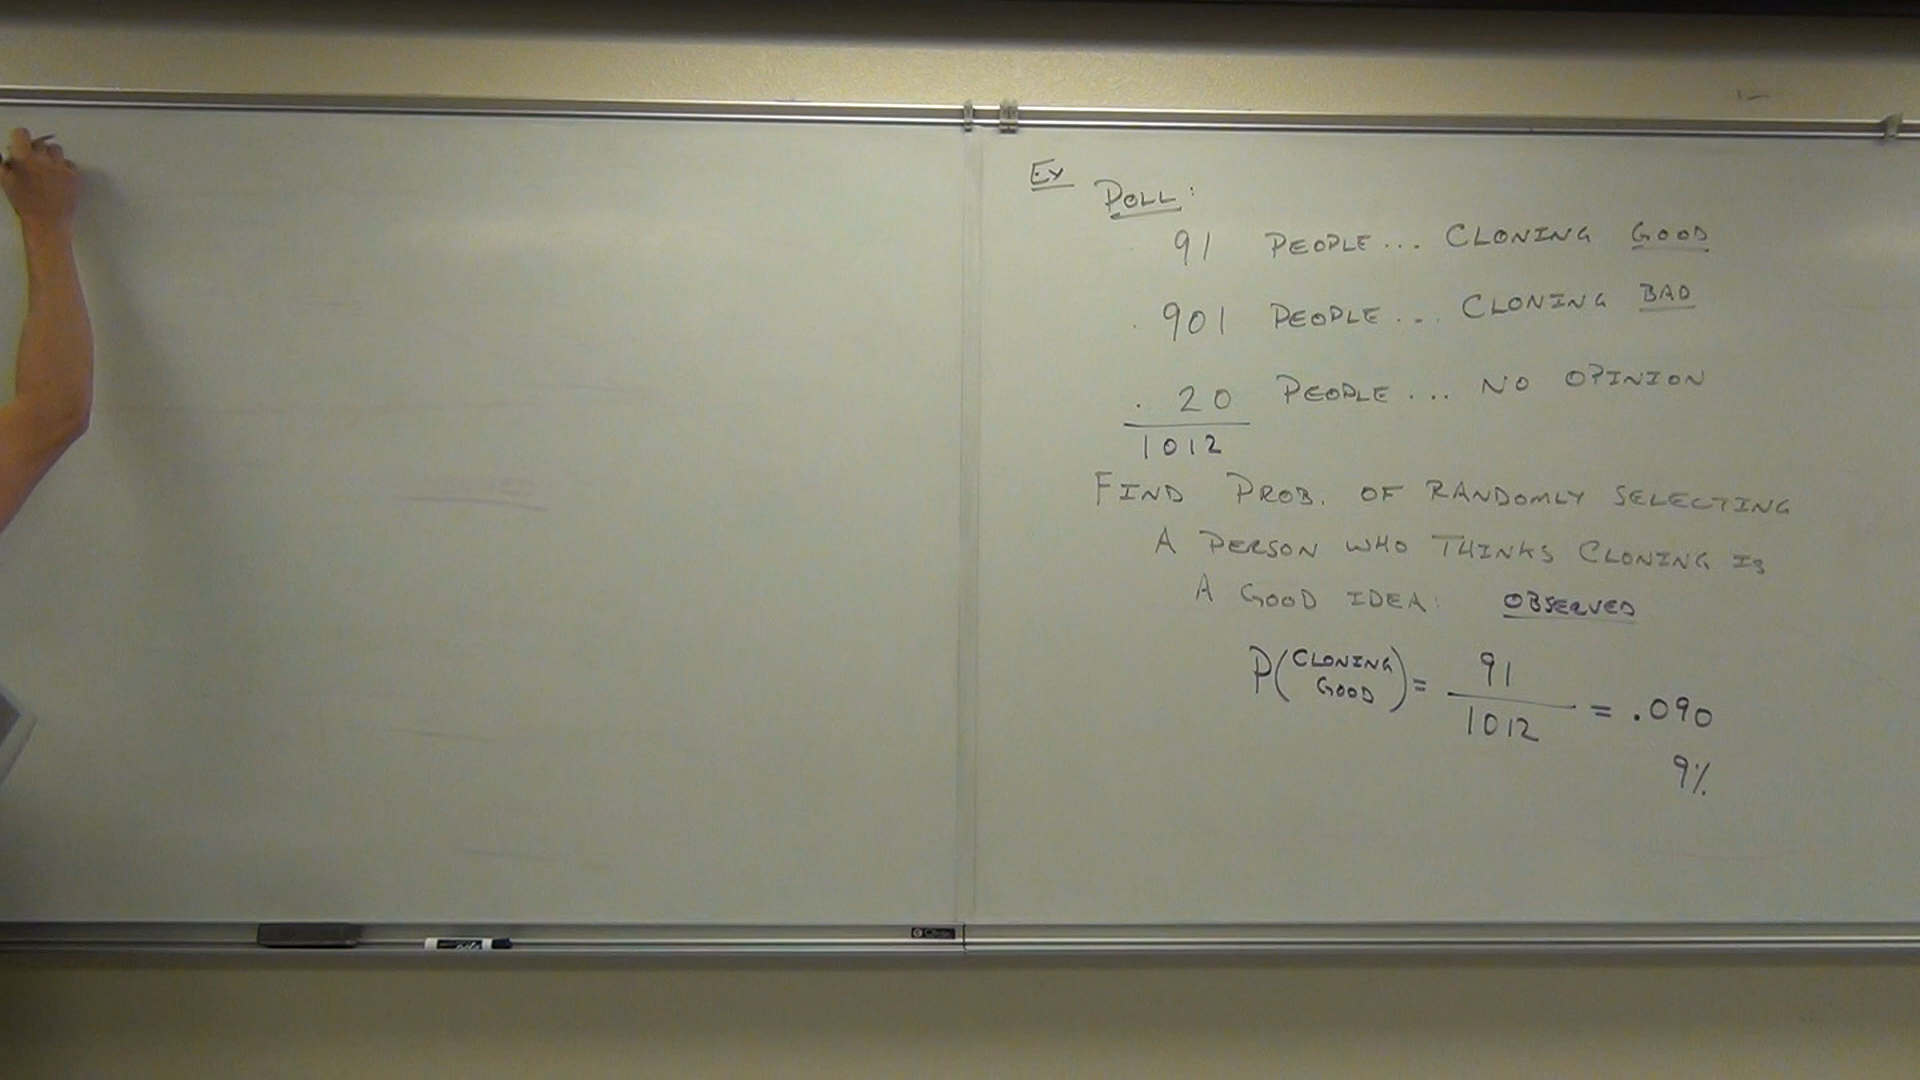 Ex
POLL:
91 PEOPLE... CLONING GOOD
901 PEOPLE... CLONING BAD
20 PEOPLE... NO OPINION
1012
FIND PROB. OF RANDOMLY SELECTING
A PERSON WHO THINKS CLONING IS
A GOOD IDEA: OBSERVED
P(CLONING GOOD) = 91/1012 = .090
9%